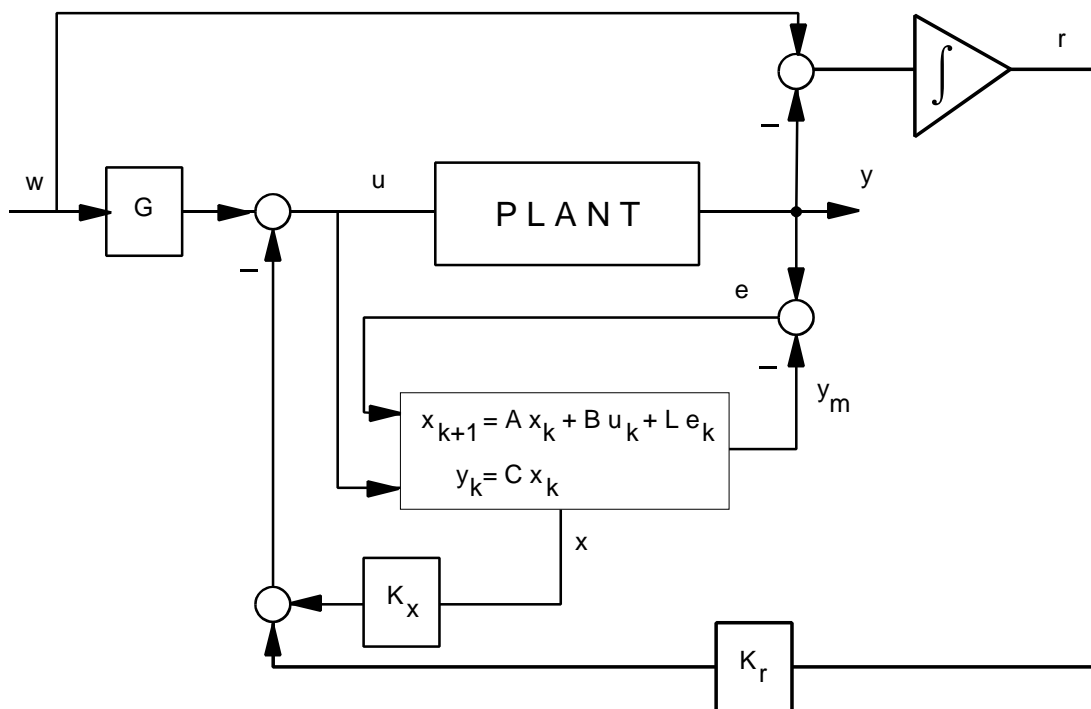 r
w
G
u
PLANT
y
e
y_m
x_{k+1} = A x_k + B u_k + L e_k
y_k = C x_k
x
K_x
K_r
∫
−
−
−